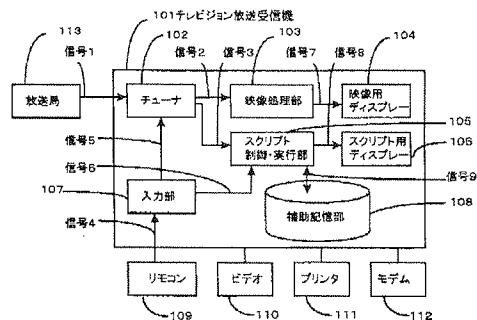 101テレビジョン放送受信機
113
信号1
102
信号2
信号3
103
信号7
信号8
104
放送局
チューナ
映像処理部
映像用
ディスプレー
105
信号5
スクリプト
制御・実行部
スクリプト用
ディスプレー
106
信号6
信号9
107
入力部
信号4
補助記憶部
108
リモコン
ビデオ
プリンタ
モデム
109
110
111
112